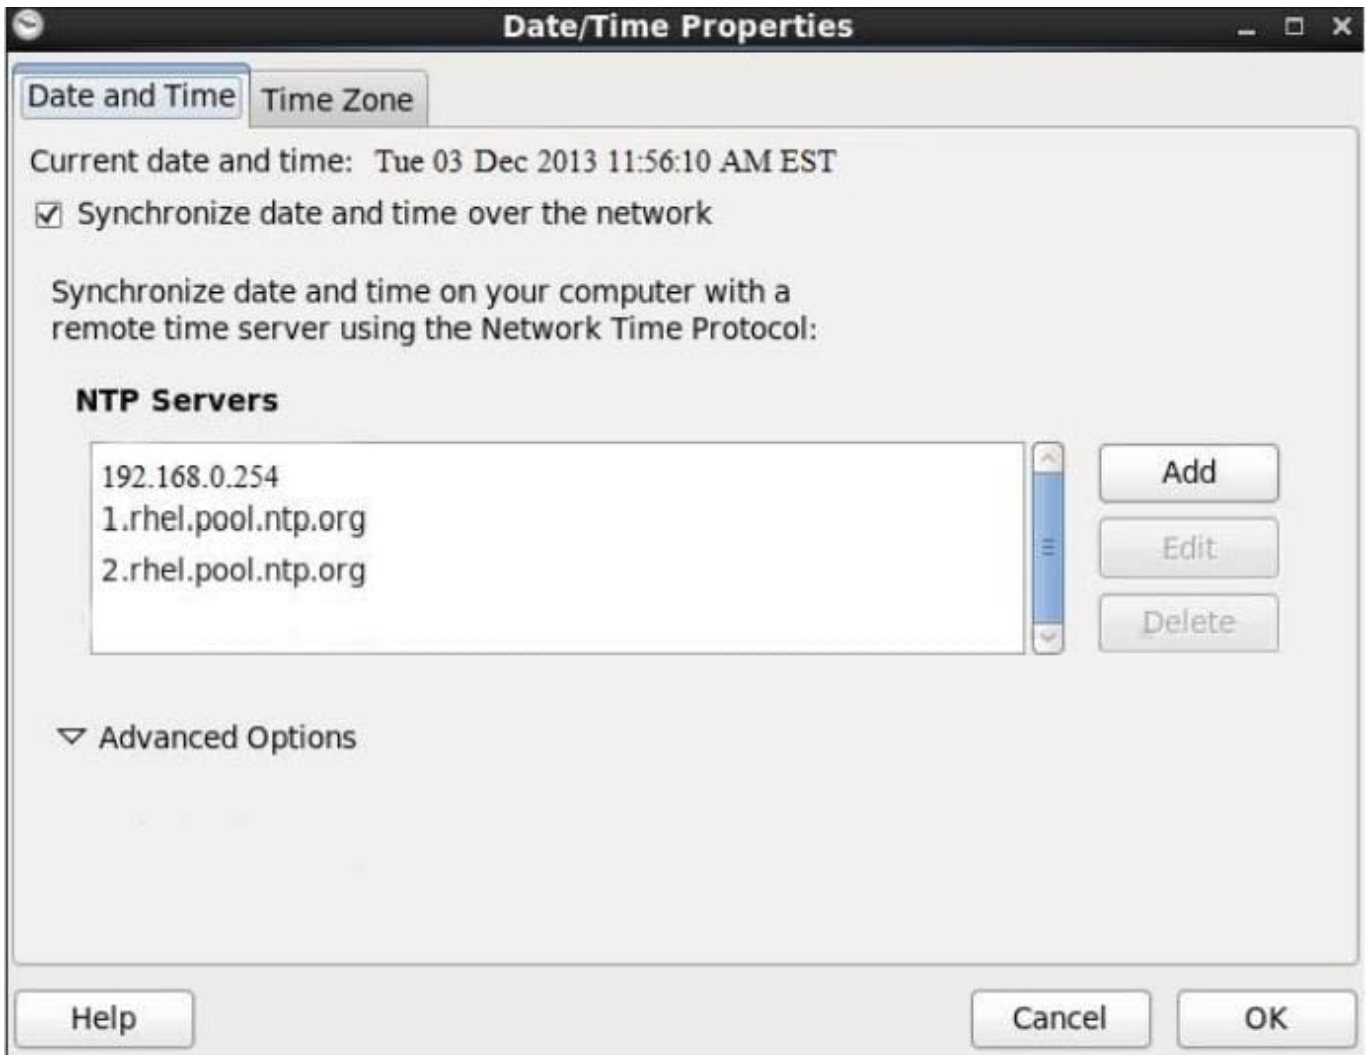 Date/Time Properties
Date and Time
Time Zone
Current date and time: Tue 03 Dec 2013 11:56:10 AM EST
Synchronize date and time over the network
Synchronize date and time on your computer with a
remote time server using the Network Time Protocol:
NTP Servers
192.168.0.254
1.rhel.pool.ntp.org
2.rhel.pool.ntp.org
Add
Edit
Delete
Advanced Options
Help
Cancel
OK